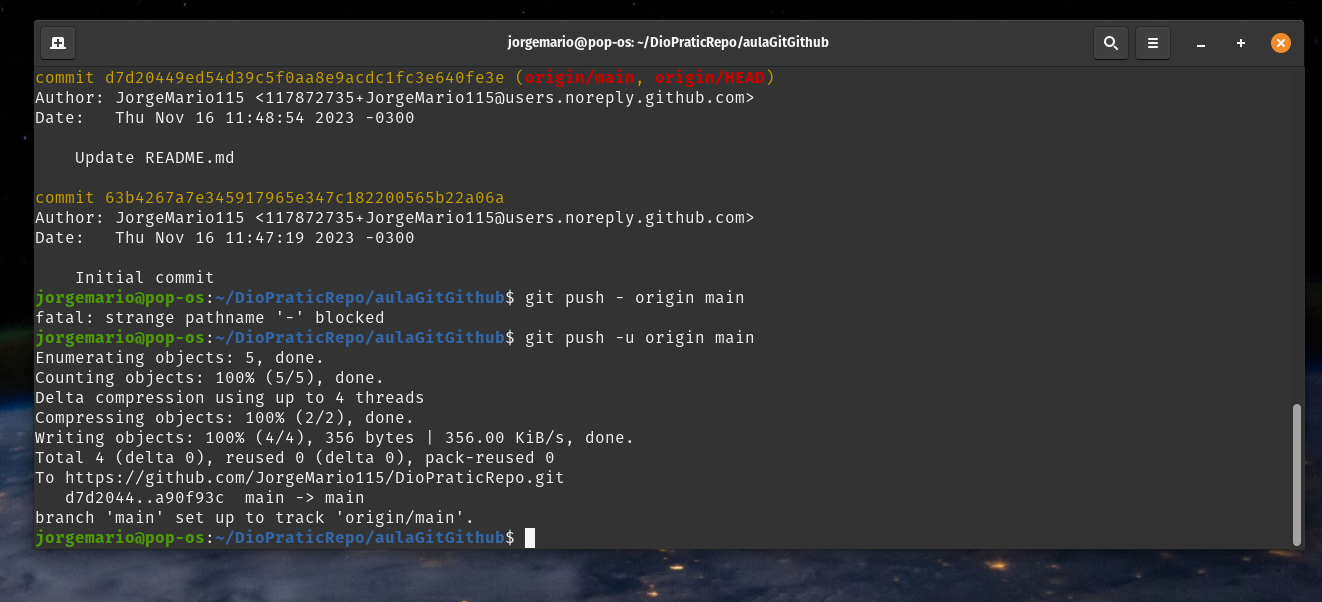 jorgemario@pop-os: ~/DioPraticRepo/aulaGitGithub
commit d7d20449ed54d39c5f0aa8e9acdc1fc3e640fe3e (origin/main, origin/HEAD)
Author: JorgeMario115 <117872735+JorgeMario115@users.noreply.github.com>
Date:   Thu Nov 16 11:48:54 2023 -0300
    Update README.md
commit 63b4267a7e345917965e347c182200565b22a06a
Author: JorgeMario115 <117872735+JorgeMario115@users.noreply.github.com>
Date:   Thu Nov 16 11:47:19 2023 -0300
    Initial commit
jorgemario@pop-os:~/DioPraticRepo/aulaGitGithub$ git push - origin main
fatal: strange pathname '-' blocked
jorgemario@pop-os:~/DioPraticRepo/aulaGitGithub$ git push -u origin main
Enumerating objects: 5, done.
Counting objects: 100% (5/5), done.
Delta compression using up to 4 threads
Compressing objects: 100% (2/2), done.
Writing objects: 100% (4/4), 356 bytes | 356.00 KiB/s, done.
Total 4 (delta 0), reused 0 (delta 0), pack-reused 0
To https://github.com/JorgeMario115/DioPraticRepo.git
   d7d2044..a90f93c  main -> main
branch 'main' set up to track 'origin/main'.
jorgemario@pop-os:~/DioPraticRepo/aulaGitGithub$